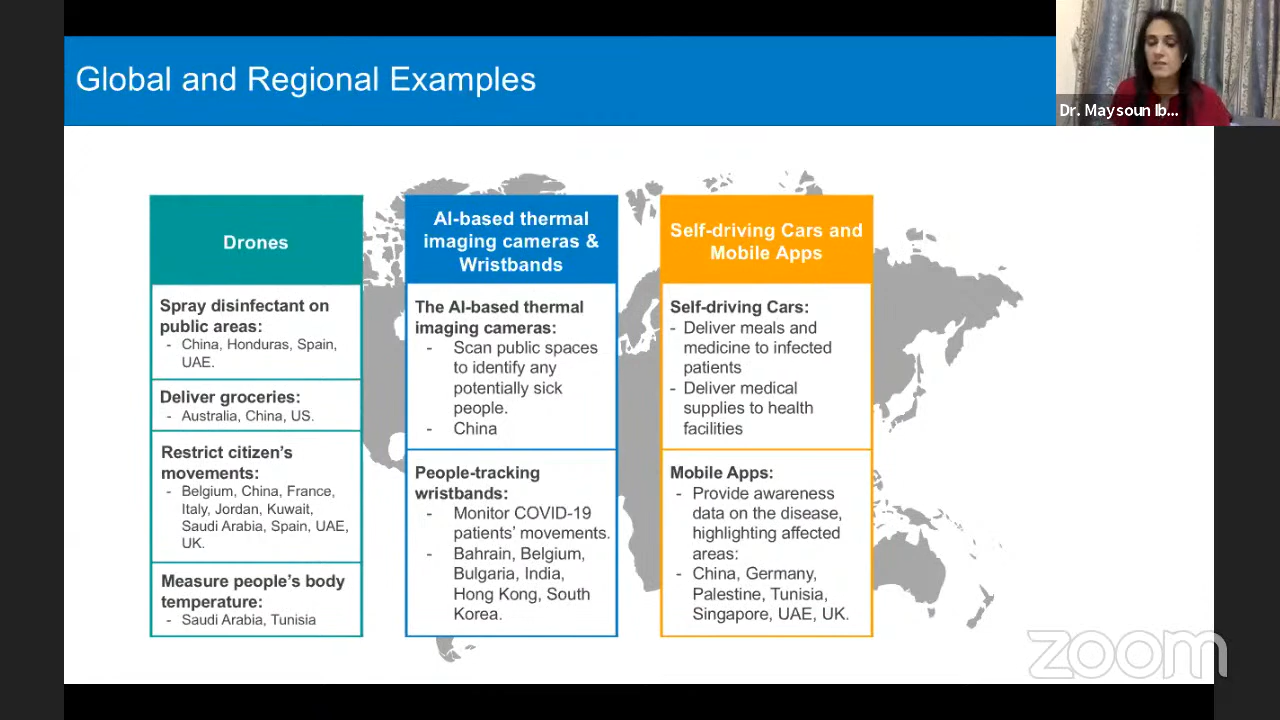 Global and Regional Examples
Dr. Maysoun Ib...
Drones
Spray disinfectant on
public areas:
- China, Honduras, Spain,
UAE.
Deliver groceries:
- Australia, China, US.
Restrict citizen's
movements:
- Belgium, China, France,
Italy, Jordan, Kuwait,
Saudi Arabia, Spain, UAE,
UK.
Measure people's body
temperature:
- Saudi Arabia, Tunisia
AI-based thermal
imaging cameras &
Wristbands
The AI-based thermal
imaging cameras:
- Scan public spaces
to identify any
potentially sick
people.
- China
People-tracking
wristbands:
- Monitor COVID-19
patients' movements.
- Bahrain, Belgium,
Bulgaria, India,
Hong Kong, South
Korea.
Self-driving Cars and
Mobile Apps
Self-driving Cars:
- Deliver meals and
medicine to infected
patients
- Deliver medical
supplies to health
facilities
Mobile Apps:
- Provide awareness
data on the disease,
highlighting affected
areas:
- China, Germany,
Palestine, Tunisia,
Singapore, UAE, UK.
zoom